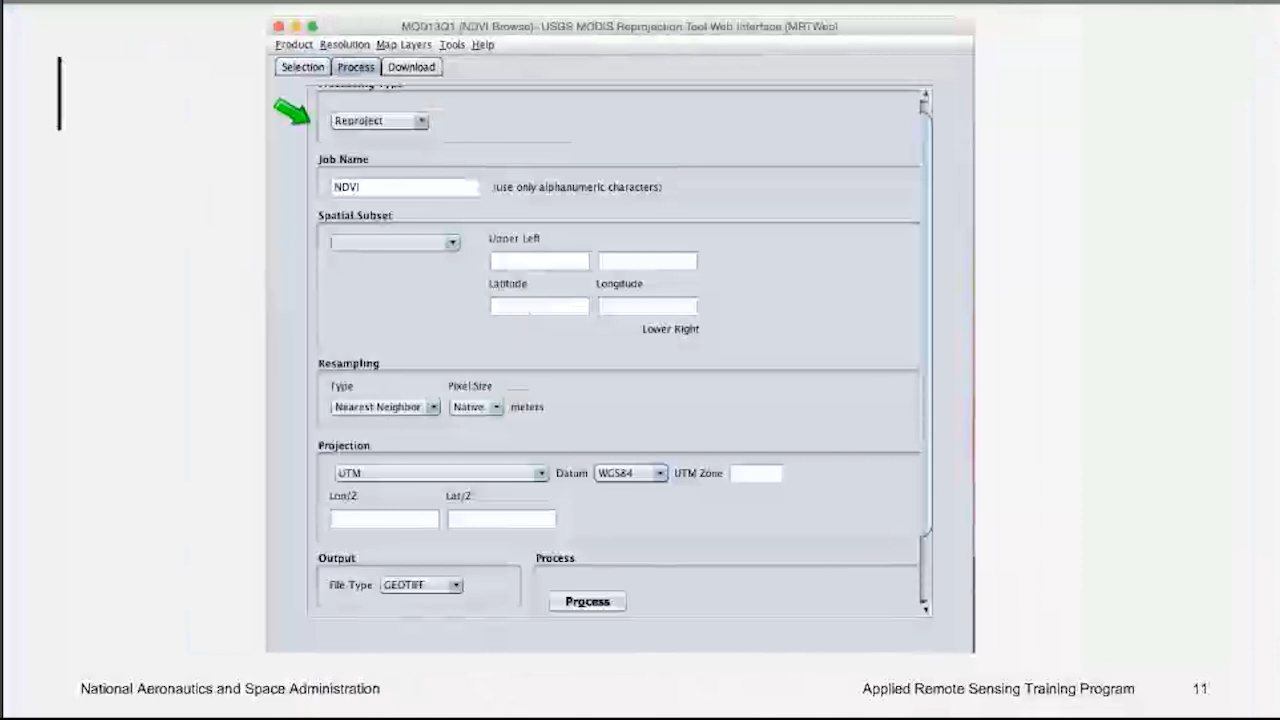 MOD13Q1 (NDVI Browse)- USGS MODIS Reprojection Tool Web Interface (MRTWeb)
Product Resolution Map Layers Tools Help
Selection Process Download
Processing Type
Reproject
Job Name
NDVI (use only alphanumeric characters)
Spatial Subset
Upper Left
Latitude Longitude
Lower Right
Resampling
Type Pixel Size
Nearest Neighbor Native meters
Projection
UTM Datum WGS84 UTM Zone
Lon/Z Lat/Z
Output Process
File Type GEOTIFF
Process
National Aeronautics and Space Administration Applied Remote Sensing Training Program 11